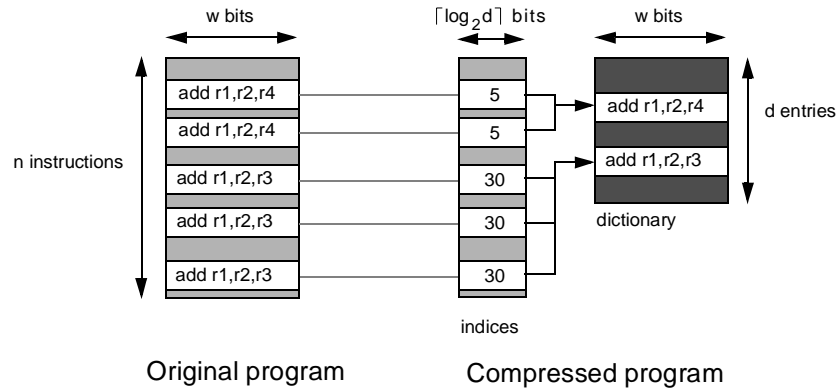 w bits
⌈log2d⌉ bits
w bits
add r1,r2,r4
5
add r1,r2,r4
d entries
add r1,r2,r4
5
n instructions
add r1,r2,r3
add r1,r2,r3
30
add r1,r2,r3
30
dictionary
add r1,r2,r3
30
indices
Original program
Compressed program